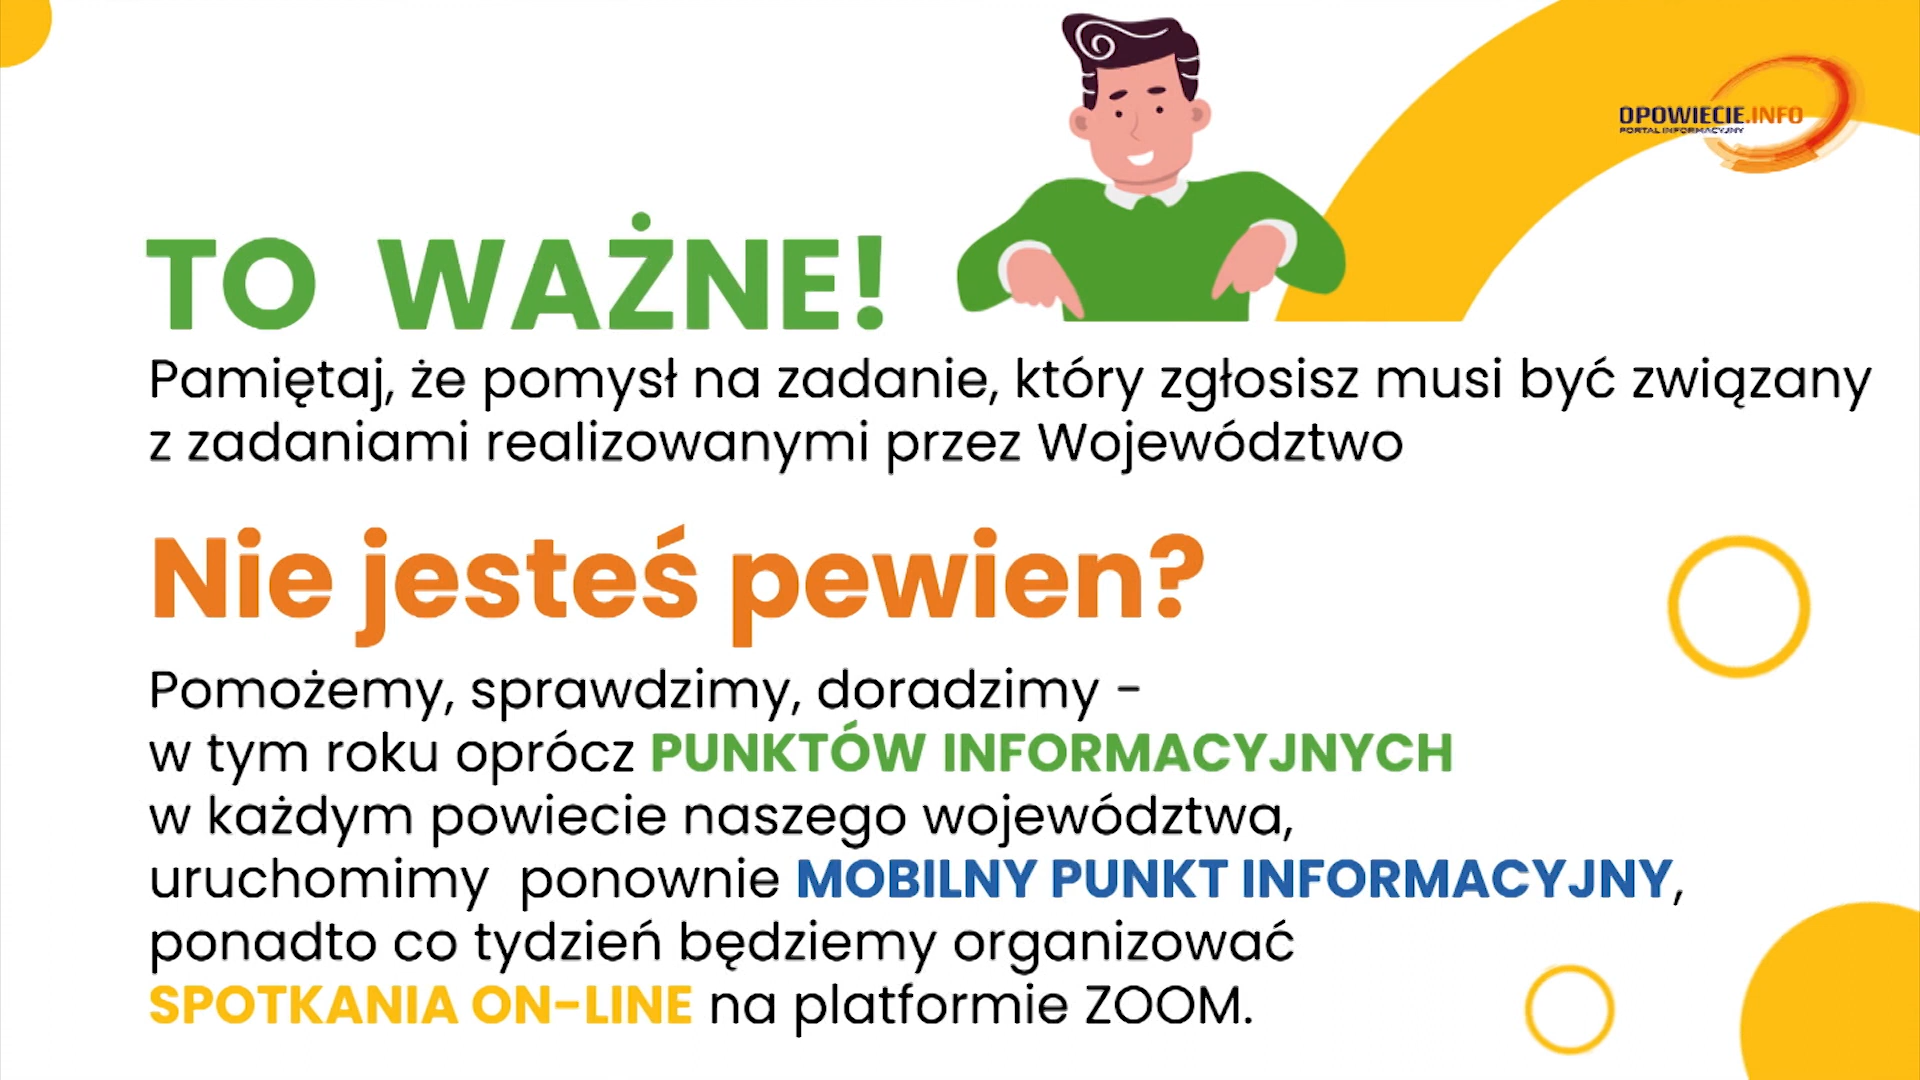 OPOWIECIE.INFO
PORTAL INFORMACYJNY
TO WAŻNE!
Pamiętaj, że pomysł na zadanie, który zgłosisz musi być związany
z zadaniami realizowanymi przez Województwo
Nie jesteś pewien?
Pomożemy, sprawdzimy, doradzimy -
w tym roku oprócz PUNKTÓW INFORMACYJNYCH
w każdym powiecie naszego województwa,
uruchomimy ponownie MOBILNY PUNKT INFORMACYJNY,
ponadto co tydzień będziemy organizować
SPOTKANIA ON-LINE na platformie ZOOM.